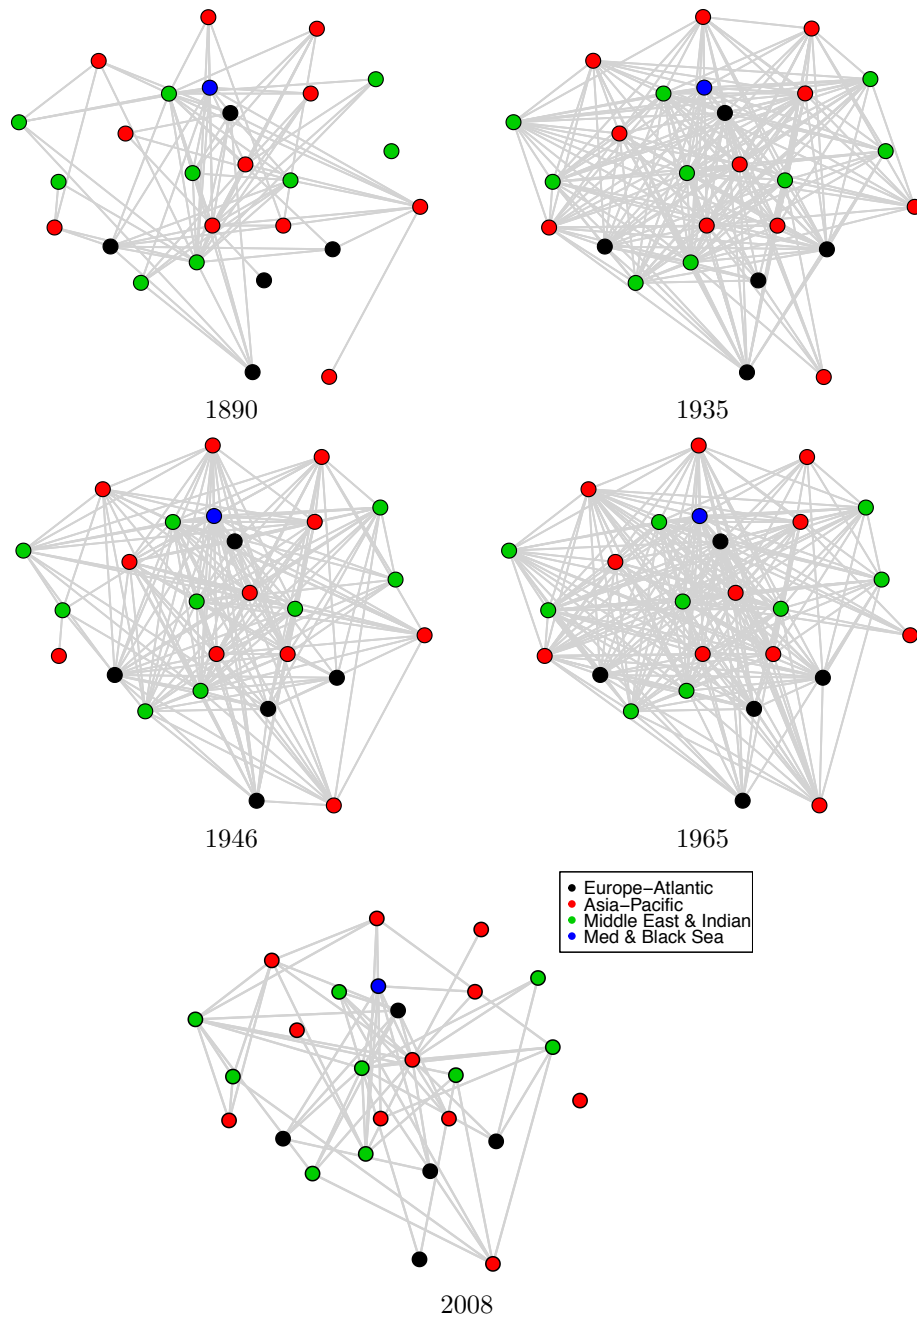 1890
1935
1946
1965
Europe−Atlantic
Asia−Pacific
Middle East & Indian
Med & Black Sea
2008